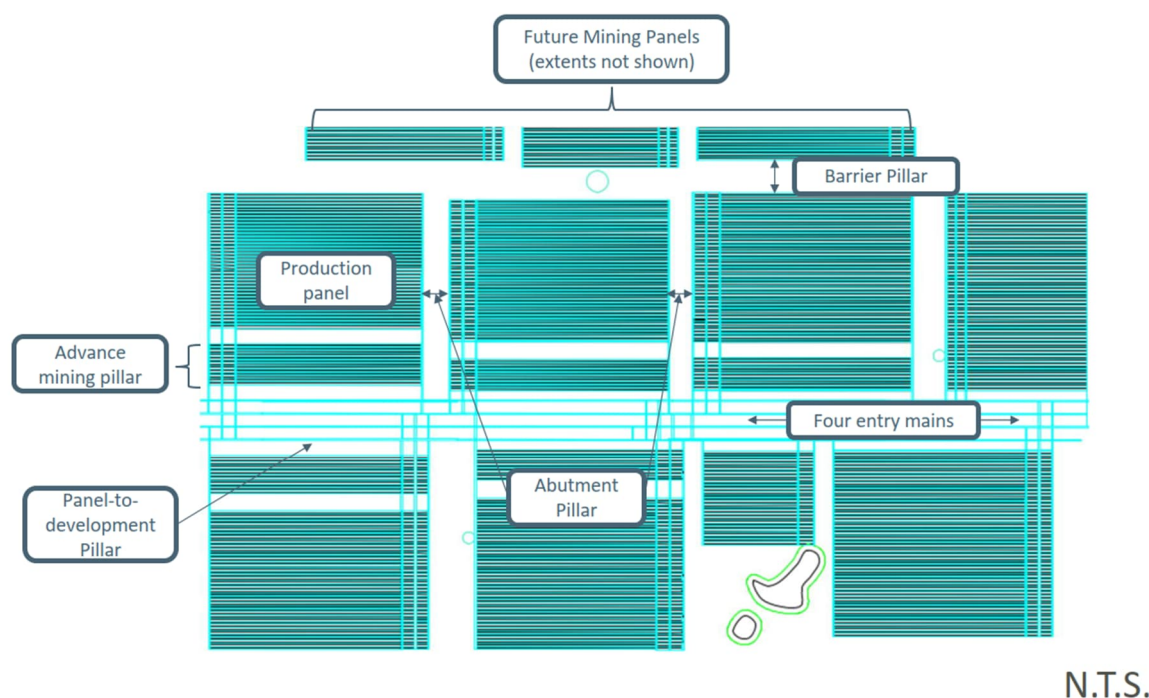 Future Mining Panels
(extents not shown)
Barrier Pillar
Production
panel
Advance
mining pillar
Four entry mains
Abutment
Pillar
Panel-to-
development
Pillar
N.T.S.